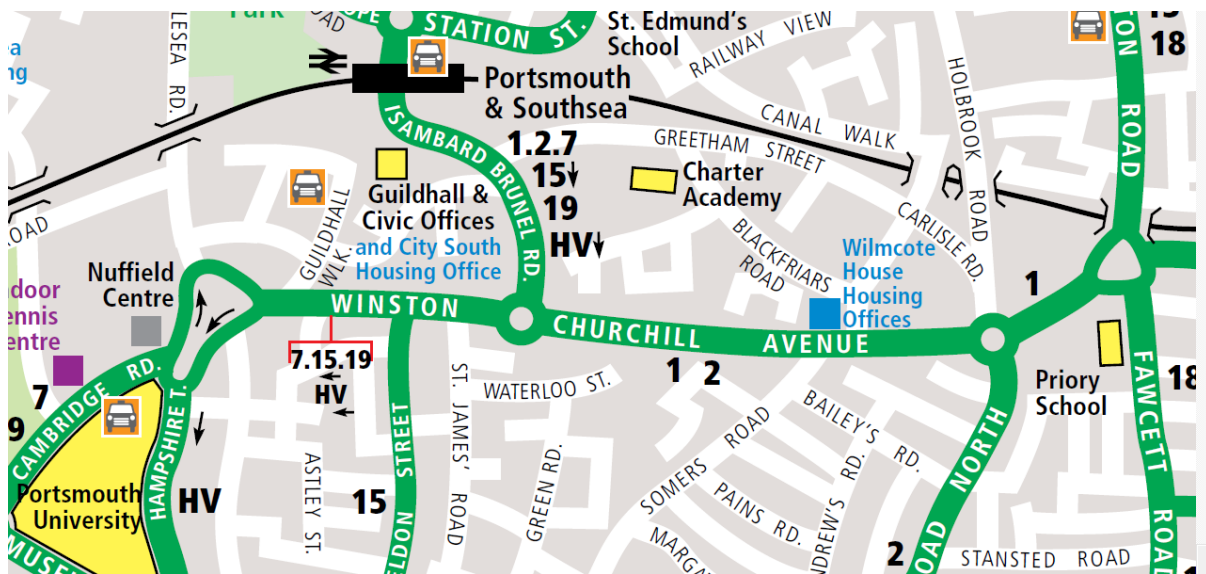 Park
ROAD
STATION ST.
St. Edmund's
School
RAILWAY VIEW
18
TON ROAD
HOLBROOK ROAD
Portsmouth
& Southsea
ISAMBARD BRUNEL RD.
1.2.7
15
19
HV
GREETHAM STREET
CANAL WALK
Charter
Academy
CARLISLE RD.
BLACKFRIARS
ROAD
Guildhall &
Civic Offices
and City South
Housing Office
GUILDHALL
WLK.
ROAD
Nuffield
Centre
Wilmcote
House
Housing
Offices
1
WINSTON CHURCHILL AVENUE
7.15.19
HV
1 2
7
9
CAMBRIDGE RD.
HAMPSHIRE T.
HV
Portsmouth
University
ASTLEY ST.
15
STREET
ST. JAMES' ROAD
WATERLOO ST.
GREEN RD.
SOMERS ROAD
PAINS RD.
BAILEY'S RD.
Priory
School
FAWCETT ROAD
18
NORTH
2
STANSTED ROAD